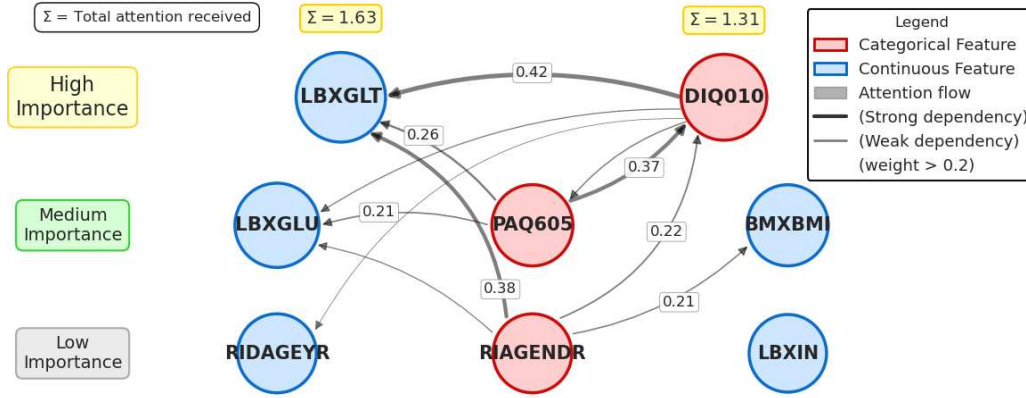 Σ = Total attention received
Σ = 1.63
Σ = 1.31
Legend
Categorical Feature
Continuous Feature
Attention flow
(Strong dependency)
(Weak dependency)
(weight > 0.2)
High
Importance
LBXGLT
0.42
DIQ010
0.26
0.37
Medium
Importance
LBXGLU
0.21
PAQ605
0.22
BMXBMI
0.38
0.21
Low
Importance
RIDAGEYR
RIAGENDR
LBXIN